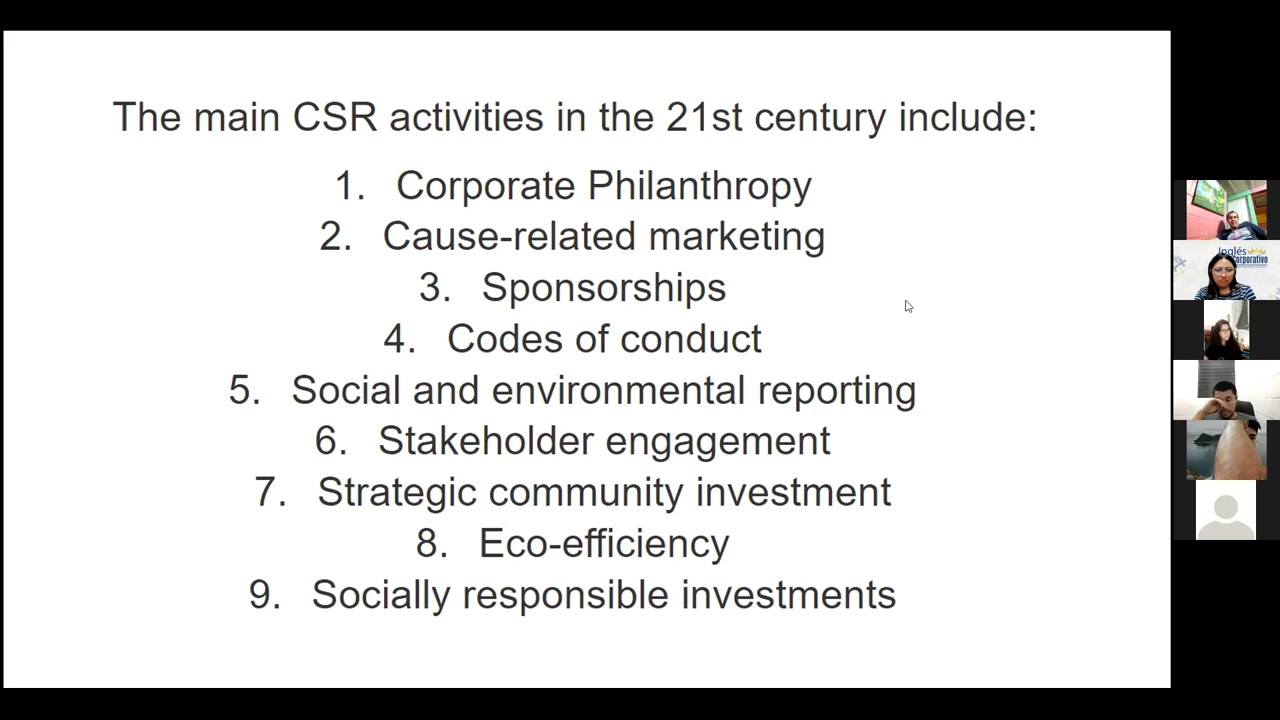 The main CSR activities in the 21st century include:
1. Corporate Philanthropy
2. Cause-related marketing
3. Sponsorships
4. Codes of conduct
5. Social and environmental reporting
6. Stakeholder engagement
7. Strategic community investment
8. Eco-efficiency
9. Socially responsible investments
Inglés
Corporativo